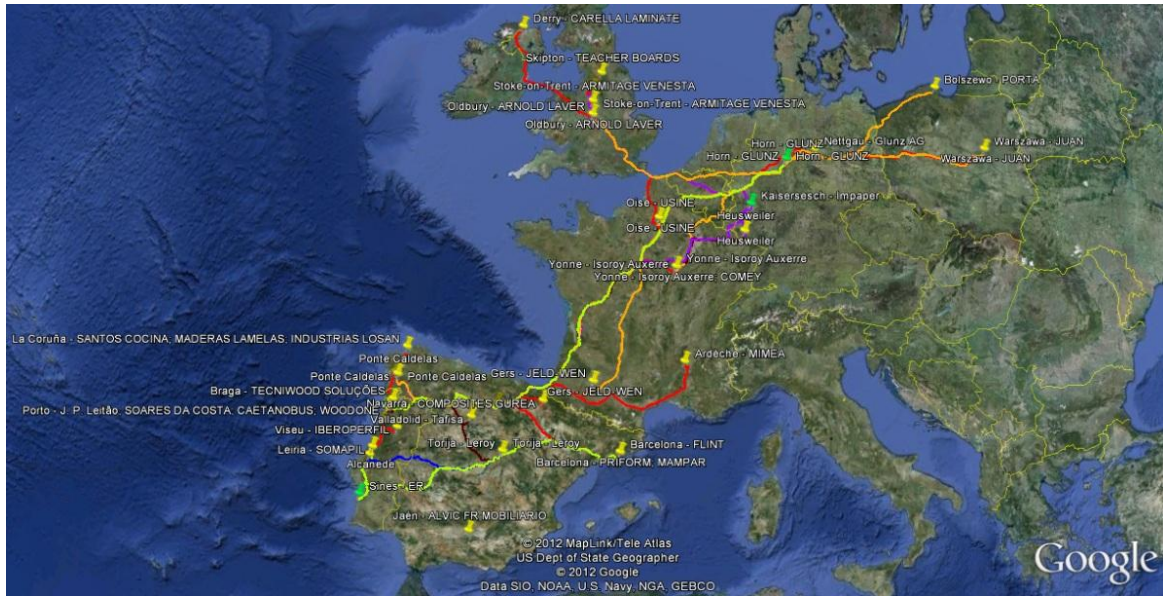 Derry - CARELLA LAMINATE
Skipton - TEACHER BOARDS
Stoke-on-Trent - ARMITAGE VENESTA
Bolszewo - PORTA
Oldbury - ARNOLD LAVER
Stoke-on-Trent - ARMITAGE VENESTA
Oldbury - ARNOLD LAVER
Horn - GLUNZ
Nettgau - Glunz AG
Warszawa - JUAN
Horn - GLUNZ
Horn - GLUNZ
Warszawa - JUAN
Kaisersesch - Impaper
Oise - USINE
Heusweiler
Oise - USINE
Heusweiler
Yonne - Isoroy Auxerre
Yonne - Isoroy Auxerre
Yonne - Isoroy Auxerre, COMEY
La Coruña - SANTOS COCINA; MADERAS LAMELAS; INDUSTRIAS LOSAN
Ardeche - MIMEA
Ponte Caldelas
Gers - JELD-WEN
Ponte Caldelas
Ponte Caldelas
Braga - TECNIWOOD SOLUÇÕES
Gers - JELD-WEN
Navarra - COMPOSITES GUREA
Porto - J. P. Leitão; SOARES DA COSTA; CAETANOBUS; WOODONE
Valladolid - Tafisa
Viseu - IBEROPERFIL
Torija - Leroy
Torija - Leroy
Barcelona - FLINT
Leiria - SOMAPIL
Alcanede
Barcelona - PRIFORM, MAMPAR
Sines - ER
Jaén - ALVIC FR MOBILIARIO
© 2012 MapLink/Tele Atlas
US Dept of State Geographer
© 2012 Google
Data SIO, NOAA, U.S. Navy, NGA, GEBCO
Google